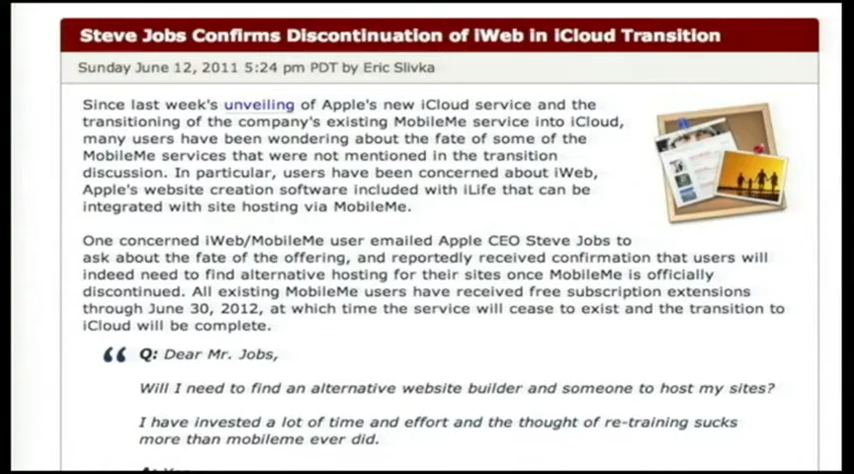 Steve Jobs Confirms Discontinuation of iWeb in iCloud Transition
Sunday June 12, 2011 5:24 pm PDT by Eric Slivka
Since last week's unveiling of Apple's new iCloud service and the
transitioning of the company's existing MobileMe service into iCloud,
many users have been wondering about the fate of some of the
MobileMe services that were not mentioned in the transition
discussion. In particular, users have been concerned about iWeb,
Apple's website creation software included with iLife that can be
integrated with site hosting via MobileMe.
One concerned iWeb/MobileMe user emailed Apple CEO Steve Jobs to
ask about the fate of the offering, and reportedly received confirmation that users will
indeed need to find alternative hosting for their sites once MobileMe is officially
discontinued. All existing MobileMe users have received free subscription extensions
through June 30, 2012, at which time the service will cease to exist and the transition to
iCloud will be complete.
“ Q: Dear Mr. Jobs,
Will I need to find an alternative website builder and someone to host my sites?
I have invested a lot of time and effort and the thought of re-training sucks
more than mobileme ever did.